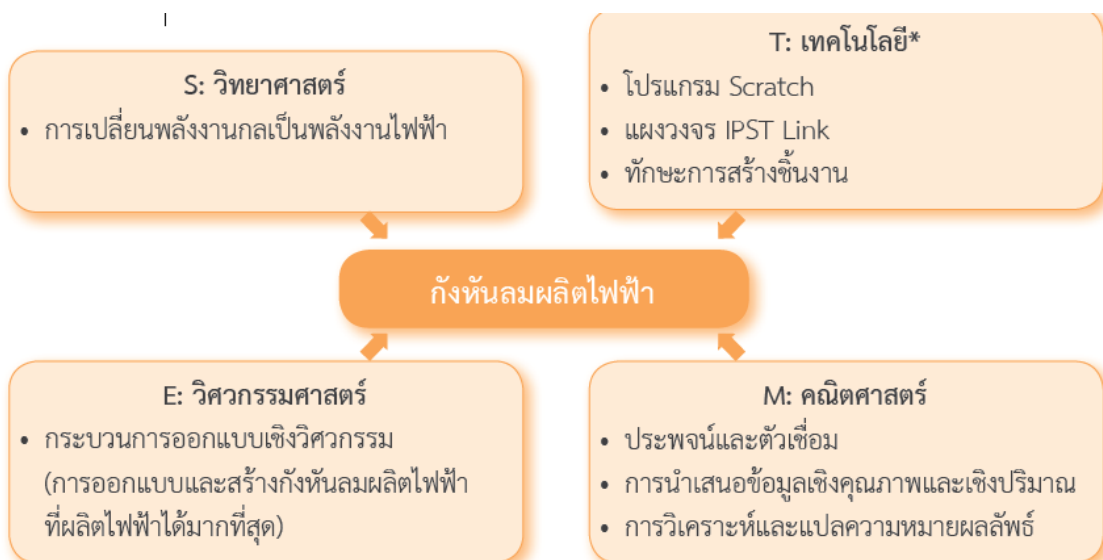 S: วิทยาศาสตร์
• การเปลี่ยนพลังงานกลเป็นพลังงานไฟฟ้า
T: เทคโนโลยี*
• โปรแกรม Scratch
• แผงวงจร IPST Link
• ทักษะการสร้างชิ้นงาน
กังหันลมผลิตไฟฟ้า
E: วิศวกรรมศาสตร์
• กระบวนการออกแบบเชิงวิศวกรรม
(การออกแบบและสร้างกังหันลมผลิตไฟฟ้า
ที่ผลิตไฟฟ้าได้มากที่สุด)
M: คณิตศาสตร์
• ประพจน์และตัวเชื่อม
• การนำเสนอข้อมูลเชิงคุณภาพและเชิงปริมาณ
• การวิเคราะห์และแปลความหมายผลลัพธ์